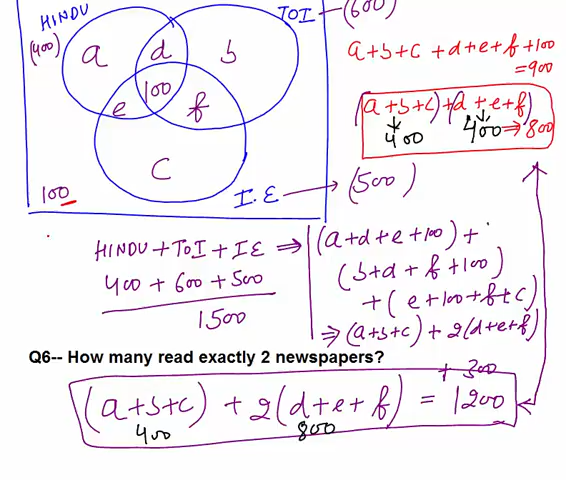 HINDU
TOI → (600)
(400)
a
d
b
100
e
f
C
100
I.E → (500)
a+b+c +d+e+f+100
=900
(a+b+c)+(d+e+f)
400 400 ⇒ 800
HINDU+TOI+IE ⇒ (a+d+e+100) +
400 + 600 + 500
(b+d+f+100)
1500
+(e+100+f+c)
⇒ (a+b+c) + 2(d+e+f)
+ 300
Q6-- How many read exactly 2 newspapers?
(a+b+c) + 2(d+e+f) = 1200
400 800